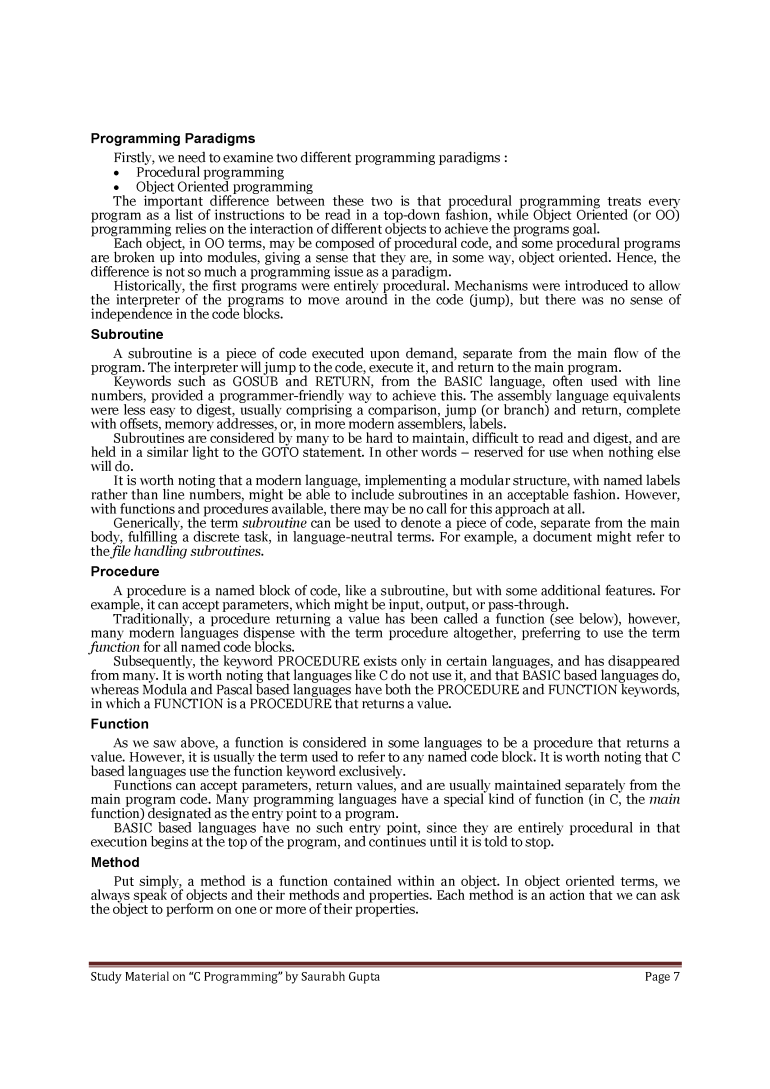 Programming Paradigms
Firstly, we need to examine two different programming paradigms :
• Procedural programming
• Object Oriented programming
The important difference between these two is that procedural programming treats every
program as a list of instructions to be read in a top-down fashion, while Object Oriented (or OO)
programming relies on the interaction of different objects to achieve the programs goal.
Each object, in OO terms, may be composed of procedural code, and some procedural programs
are broken up into modules, giving a sense that they are, in some way, object oriented. Hence, the
difference is not so much a programming issue as a paradigm.
Historically, the first programs were entirely procedural. Mechanisms were introduced to allow
the interpreter of the programs to move around in the code (jump), but there was no sense of
independence in the code blocks.
Subroutine
A subroutine is a piece of code executed upon demand, separate from the main flow of the
program. The interpreter will jump to the code, execute it, and return to the main program.
Keywords such as GOSUB and RETURN, from the BASIC language, often used with line
numbers, provided a programmer-friendly way to achieve this. The assembly language equivalents
were less easy to digest, usually comprising a comparison, jump (or branch) and return, complete
with offsets, memory addresses, or, in more modern assemblers, labels.
Subroutines are considered by many to be hard to maintain, difficult to read and digest, and are
held in a similar light to the GOTO statement. In other words – reserved for use when nothing else
will do.
It is worth noting that a modern language, implementing a modular structure, with named labels
rather than line numbers, might be able to include subroutines in an acceptable fashion. However,
with functions and procedures available, there may be no call for this approach at all.
Generically, the term subroutine can be used to denote a piece of code, separate from the main
body, fulfilling a discrete task, in language-neutral terms. For example, a document might refer to
the file handling subroutines.
Procedure
A procedure is a named block of code, like a subroutine, but with some additional features. For
example, it can accept parameters, which might be input, output, or pass-through.
Traditionally, a procedure returning a value has been called a function (see below), however,
many modern languages dispense with the term procedure altogether, preferring to use the term
function for all named code blocks.
Subsequently, the keyword PROCEDURE exists only in certain languages, and has disappeared
from many. It is worth noting that languages like C do not use it, and that BASIC based languages do,
whereas Modula and Pascal based languages have both the PROCEDURE and FUNCTION keywords,
in which a FUNCTION is a PROCEDURE that returns a value.
Function
As we saw above, a function is considered in some languages to be a procedure that returns a
value. However, it is usually the term used to refer to any named code block. It is worth noting that C
based languages use the function keyword exclusively.
Functions can accept parameters, return values, and are usually maintained separately from the
main program code. Many programming languages have a special kind of function (in C, the main
function) designated as the entry point to a program.
BASIC based languages have no such entry point, since they are entirely procedural in that
execution begins at the top of the program, and continues until it is told to stop.
Method
Put simply, a method is a function contained within an object. In object oriented terms, we
always speak of objects and their methods and properties. Each method is an action that we can ask
the object to perform on one or more of their properties.
Study Material on “C Programming” by Saurabh Gupta Page 7